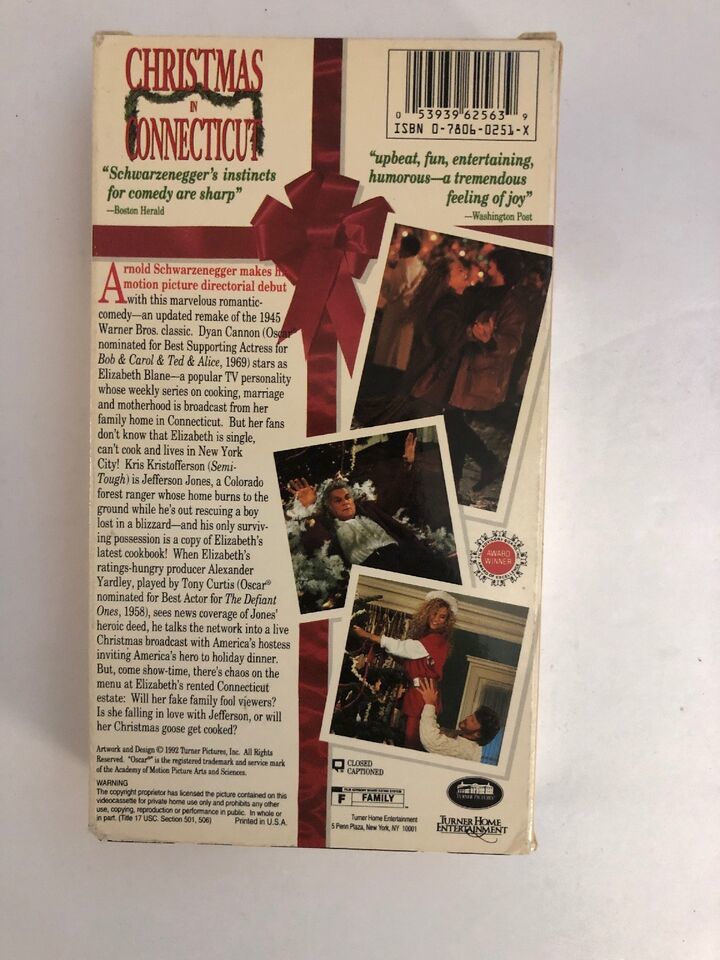 CHRISTMAS
IN
CONNECTICUT
"Schwarzenegger's instincts
for comedy are sharp"
—Boston Herald
0 53939 62563 9
ISBN 0-7806-0251-X
"upbeat, fun, entertaining,
humorous—a tremendous
feeling of joy"
—Washington Post
Arnold Schwarzenegger makes his
motion picture directorial debut
with this marvelous romantic-
comedy—an updated remake of the 1945
Warner Bros. classic. Dyan Cannon (Oscar®
nominated for Best Supporting Actress for
Bob & Carol & Ted & Alice, 1969) stars as
Elizabeth Blane—a popular TV personality
whose weekly series on cooking, marriage
and motherhood is broadcast from her
family home in Connecticut. But her fans
don't know that Elizabeth is single,
can't cook and lives in New York
City! Kris Kristofferson (Semi-
Tough) is Jefferson Jones, a Colorado
forest ranger whose home burns to the
ground while he's out rescuing a boy
lost in a blizzard—and his only surviv-
ing possession is a copy of Elizabeth's
latest cookbook! When Elizabeth's
ratings-hungry producer Alexander
Yardley, played by Tony Curtis (Oscar®
nominated for Best Actor for The Defiant
Ones, 1958), sees news coverage of Jones'
heroic deed, he talks the network into a live
Christmas broadcast with America's hostess
inviting America's hero to holiday dinner.
But, come show-time, there's chaos on the
menu at Elizabeth's rented Connecticut
estate: Will her fake family fool viewers?
Is she falling in love with Jefferson, or will
her Christmas goose get cooked?
AWARD
WINNER
Artwork and Design © 1992 Turner Pictures, Inc. All Rights
Reserved. "Oscar®" is the registered trademark and service mark
of the Academy of Motion Picture Arts and Sciences.
WARNING
The copyright proprietor has licensed the picture contained on this
videocassette for private home use only and prohibits any other
use, copying, reproduction or performance in public. In whole or
in part. (Title 17 USC. Section 501, 506) Printed in U.S.A.
CLOSED
CAPTIONED
FILM ADVISORY BOARD RATING SYSTEM
F FAMILY
Turner Home Entertainment
5 Penn Plaza, New York, NY 10001
TURNER PICTURES
TURNER HOME
ENTERTAINMENT